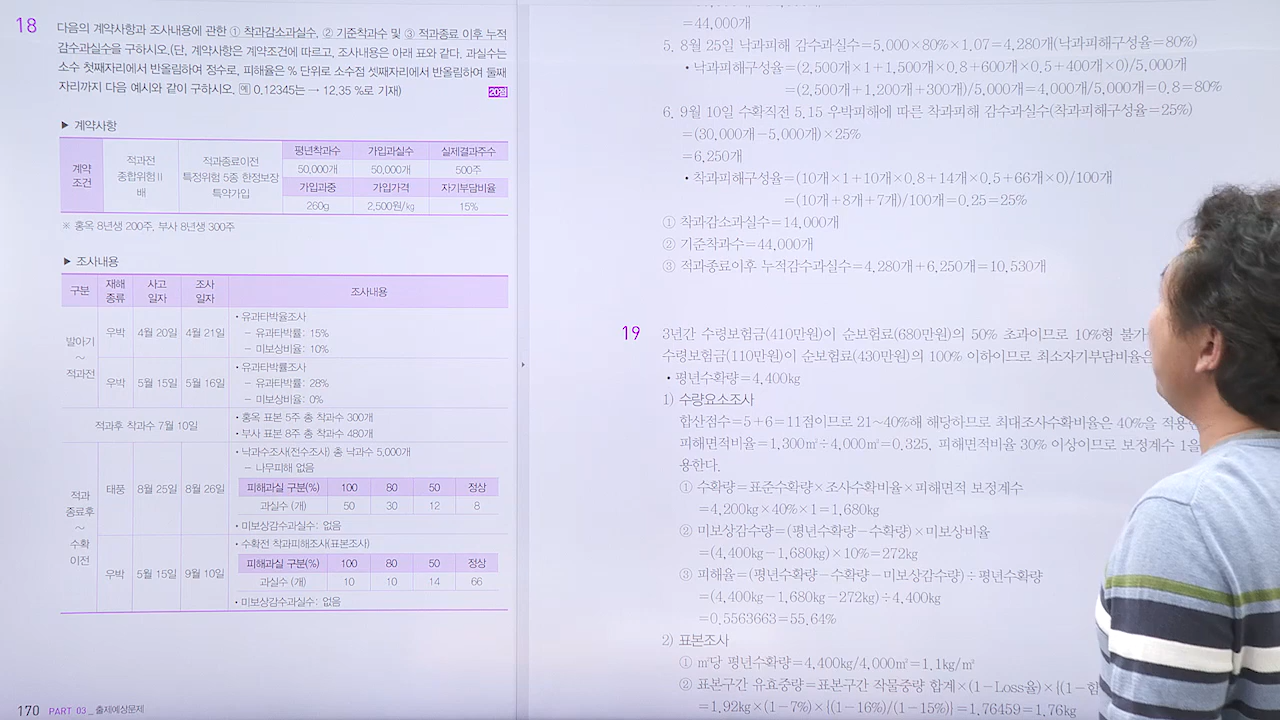 18
다음의 계약사항과 조사내용에 관한 ① 착과감소과실수, ② 기준착과수 및 ③ 적과종료 이후 누적
감수과실수을 구하시오.(단, 계약사항은 계약조건에 따르고, 조사내용은 아래 표와 같다. 과실수는
소수 첫째자리에서 반올림하여 정수로, 피해율은 % 단위로 소수점 셋째자리에서 반올림하여 둘째
자리까지 다음 예시와 같이 구하시오. 예 0.12345는 → 12.35 %로 기재)
20점
▶ 계약사항
계약 조건
적과전 종합위험Ⅱ 배
적과종료이전 특정위험 5종 한정보장 특약가입
평년착과수 가입과실수 실제결과주수
50,000개 50,000개 500주
가입과중 가입가격 자기부담비율
260g 2,500원/kg 15%
※ 홍옥 8년생 200주, 부사 8년생 300주
▶ 조사내용
구분 재해 종류 사고 일자 조사 일자 조사내용
발아기 ~ 적과전
우박 4월 20일 4월 21일
• 유과타박율조사
– 유과타박률: 15%
– 미보상비율: 10%
우박 5월 15일 5월 16일
• 유과타박률조사
– 유과타박률: 28%
– 미보상비율: 0%
적과후 착과수 7월 10일
• 홍옥 표본 5주 총 착과수 300개
• 부사 표본 8주 총 착과수 480개
적과 종료후 ~ 수확 이전
태풍 8월 25일 8월 26일
• 낙과수조사(전수조사) 총 낙과수 5,000개
– 나무피해 없음
피해과실 구분(%) 100 80 50 정상
과실수 (개) 50 30 12 8
• 미보상감수과실수: 없음
우박 5월 15일 9월 10일
• 수확전 착과피해조사(표본조사)
피해과실 구분(%) 100 80 50 정상
과실수 (개) 10 10 14 66
• 미보상감수과실수: 없음
170 PART 03_출제예상문제
=44,000개
5. 8월 25일 낙과피해 감수과실수=5,000×80%×1.07=4,280개(낙과피해구성율=80%)
• 낙과피해구성율=(2,500개×1+1,500개×0.8+600개×0.5+400개×0)/5,000개
=(2,500개+1,200개+300개)/5,000개=4,000개/5,000개=0.8=80%
6. 9월 10일 수확직전 5.15 우박피해에 따른 착과피해 감수과실수(착과피해구성율=25%)
=(30,000개-5,000개)×25%
=6,250개
• 착과피해구성율=(10개×1+10개×0.8+14개×0.5+66개×0)/100개
=(10개+8개+7개)/100개=0.25=25%
① 착과감소과실수=14,000개
② 기준착과수=44,000개
③ 적과종료이후 누적감수과실수=4,280개+6,250개=10,530개
19
3년간 수령보험금(410만원)이 순보험료(680만원)의 50% 초과이므로 10%형 불가
수령보험금(110만원)이 순보험료(430만원)의 100% 이하이므로 최소자기부담비율은
• 평년수확량=4,400kg
1) 수량요소조사
합산점수=5+6=11점이므로 21~40%해 해당하므로 최대조사수확비율은 40%을 적용
피해면적비율=1,300㎡÷4,000㎡=0.325, 피해면적비율 30% 이상이므로 보정계수 1을
용한다.
① 수확량=표준수확량×조사수확비율×피해면적 보정계수
=4,200kg×40%×1=1,680kg
② 미보상감수량=(평년수확량-수확량)×미보상비율
=(4,400kg-1,680kg)×10%=272kg
③ 피해율=(평년수확량-수확량-미보상감수량)÷평년수확량
=(4,400kg-1,680kg-272kg)÷4,400kg
=0.5563663=55.64%
2) 표본조사
① ㎡당 평년수확량=4,400kg/4,000㎡=1.1kg/㎡
② 표본구간 유효중량=표본구간 작물중량 합계×(1-Loss율)×{(1-함
=1.92kg×(1-7%)×{(1-16%)/(1-15%)}=1.76459=1.76kg